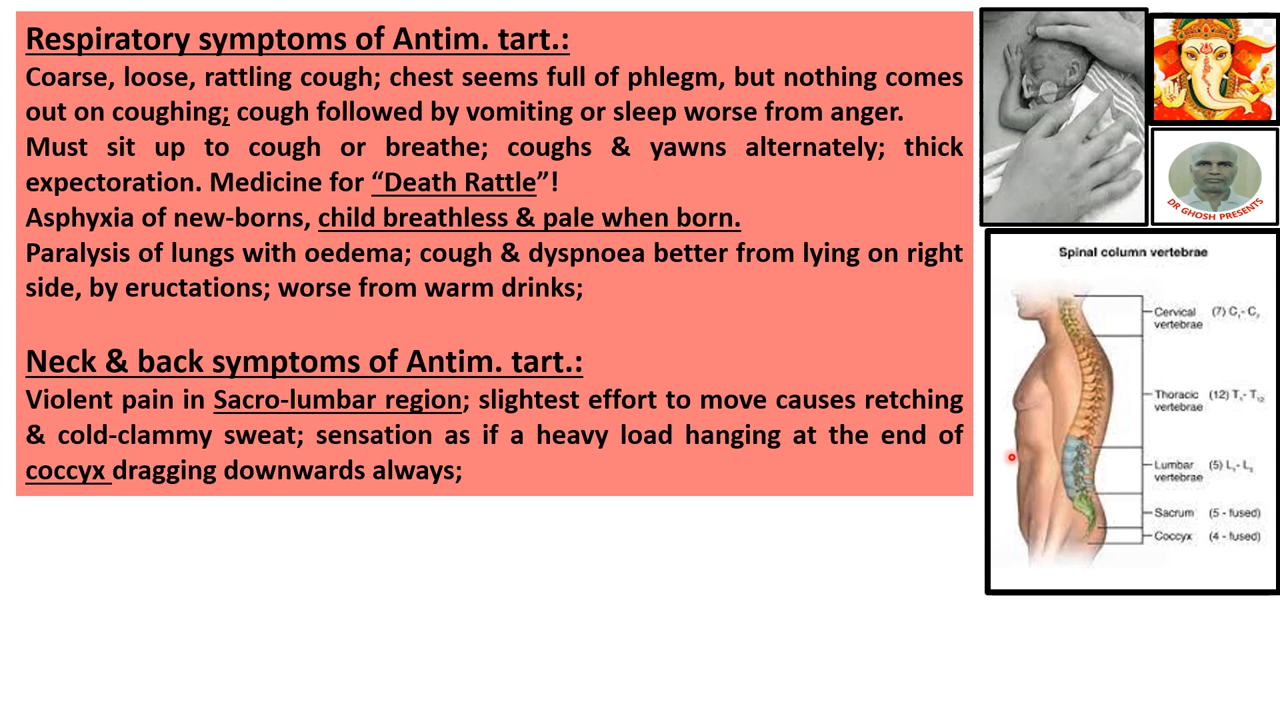 Respiratory symptoms of Antim. tart.:
Coarse, loose, rattling cough; chest seems full of phlegm, but nothing comes
out on coughing; cough followed by vomiting or sleep worse from anger.
Must sit up to cough or breathe; coughs & yawns alternately; thick
expectoration. Medicine for “Death Rattle”!
Asphyxia of new-borns, child breathless & pale when born.
Paralysis of lungs with oedema; cough & dyspnoea better from lying on right
side, by eructations; worse from warm drinks;
Neck & back symptoms of Antim. tart.:
Violent pain in Sacro-lumbar region; slightest effort to move causes retching
& cold-clammy sweat; sensation as if a heavy load hanging at the end of
coccyx dragging downwards always;
DR GHOSH PRESENTS
Spinal column vertebrae
Cervical (7) C₁- C₇
vertebrae
Thoracic (12) T₁- T₁₂
vertebrae
Lumbar (5) L₁- L₅
vertebrae
Sacrum (5 - fused)
Coccyx (4 - fused)